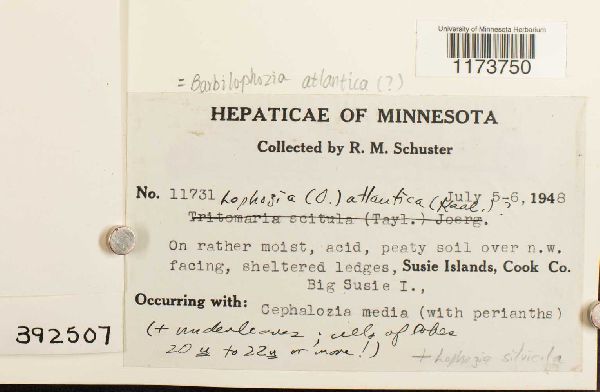 University of Minnesota Herbarium
1173750
= Barbilophozia atlantica (?)
HEPATICAE OF MINNESOTA
Collected by R. M. Schuster
No. 11731 Lophozia (O.) atlantica (Kaal.) ? July 5-6, 1948
Tritomaria scitula (Tayl.) Joerg.
On rather moist, acid, peaty soil over n.w.
facing, sheltered ledges, Susie Islands, Cook Co.
Big Susie I.,
Occurring with: Cephalozia media (with perianths)
(+ underleaves ; cells of lobes
20 µ to 22µ or more!)
+ Lophozia silvicola
392507